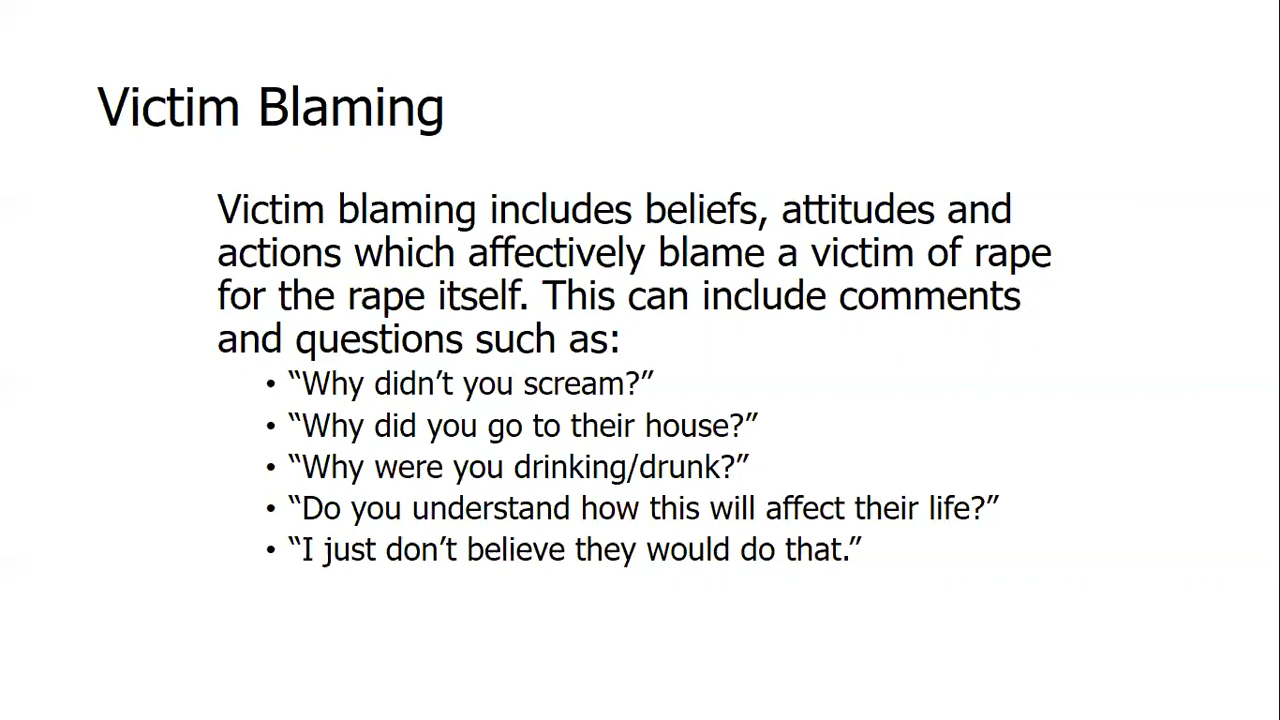 Victim Blaming
Victim blaming includes beliefs, attitudes and
actions which affectively blame a victim of rape
for the rape itself. This can include comments
and questions such as:
• “Why didn’t you scream?”
• “Why did you go to their house?”
• “Why were you drinking/drunk?”
• “Do you understand how this will affect their life?”
• “I just don’t believe they would do that.”